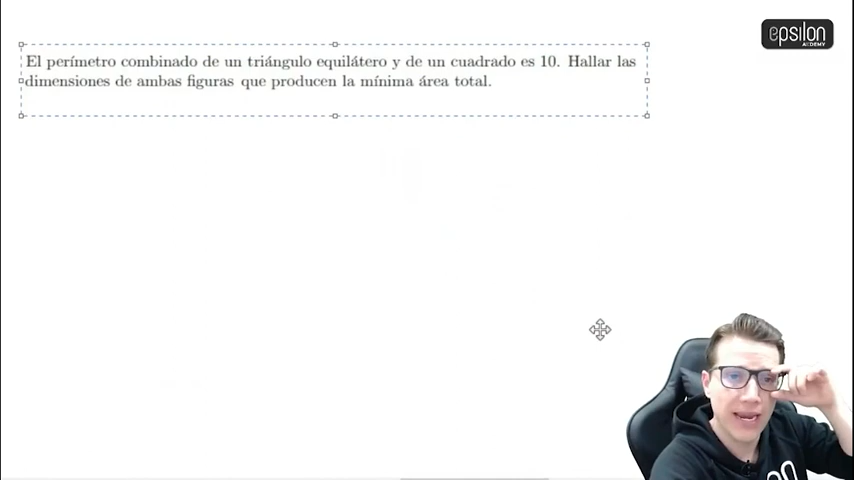 epsilon
ACADEMY
El perímetro combinado de un triángulo equilátero y de un cuadrado es 10. Hallar las
dimensiones de ambas figuras que producen la mínima área total.